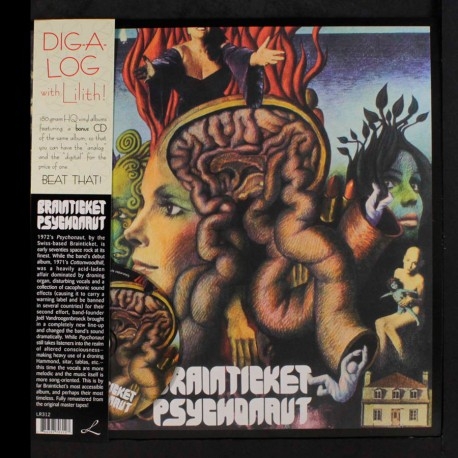 DIG-A-
LOG
with Lilith!
180 gram HQ vinyl albums
featuring a bonus CD
of the same album, so that
you can have the "analog"
and the "digital" for the
price of one.
BEAT THAT!
BRAINTICKET
PSYCHONAUT
1972's Psychonaut, by the
Swiss-based Brainticket, is
early seventies space rock at its
finest. While the band's debut
album, 1971's Cottonwoodhill,
was a heavily acid-laden
affair dominated by droning
organ, disturbing vocals and a
collection of cacophonic sound
effects (causing it to carry a
warning label and be banned
in several countries) for their
second effort, band-founder
Joël Vandroogenbroeck brought
in a completely new line-up
and changed the band's sound
dramatically. While Psychonaut
still takes listeners into the realm
of altered consciousness—
making heavy use of a droning
Hammond, sitar, tablas, etc.—
this time the vocals are more
melodic and the music itself is
more song-oriented. This is by
far Brainticket's most accessible
album, and perhaps their most
timeless. Fully remastered from
the original master tapes!
LR312
L
BRAINTICKET
PSYCHONAUT